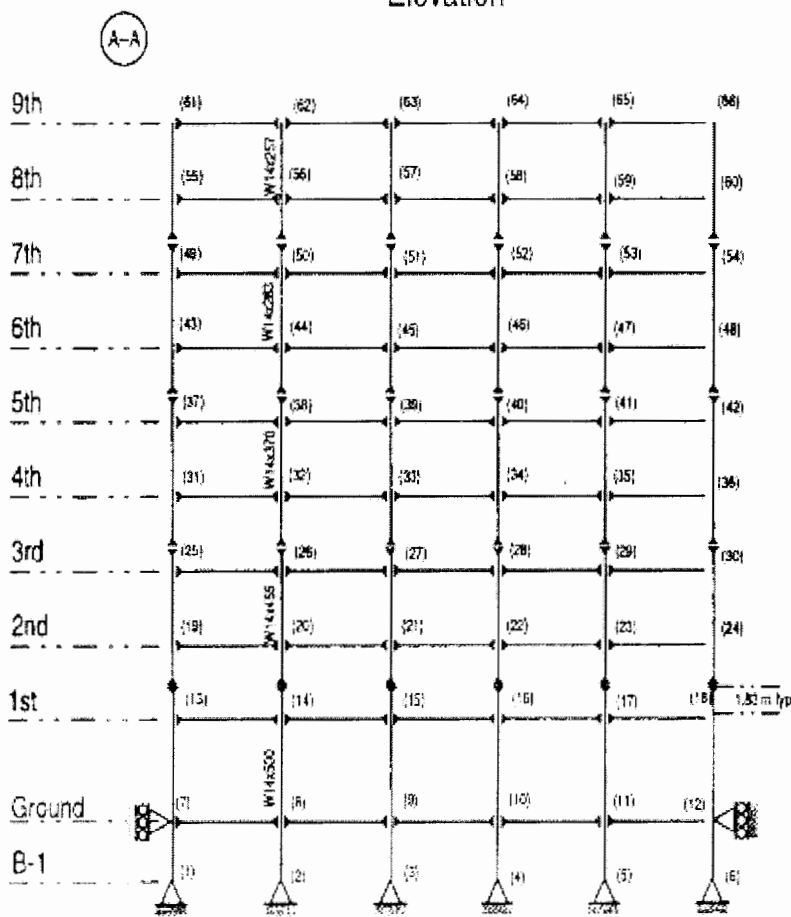 Elevation
A-A
9th (61) (62) (63) (64) (65) (66)
W14x257
8th (55) (56) (57) (58) (59) (60)
7th (49) (50) (51) (52) (53) (54)
W14x283
6th (43) (44) (45) (46) (47) (48)
5th (37) (38) (39) (40) (41) (42)
W14x370
4th (31) (32) (33) (34) (35) (36)
3rd (25) (26) (27) (28) (29) (30)
W14x455
2nd (19) (20) (21) (22) (23) (24)
1st (13) (14) (15) (16) (17) (18) 1.83 m typ
W14x500
Ground (7) (8) (9) (10) (11) (12)
B-1 (1) (2) (3) (4) (5) (6)